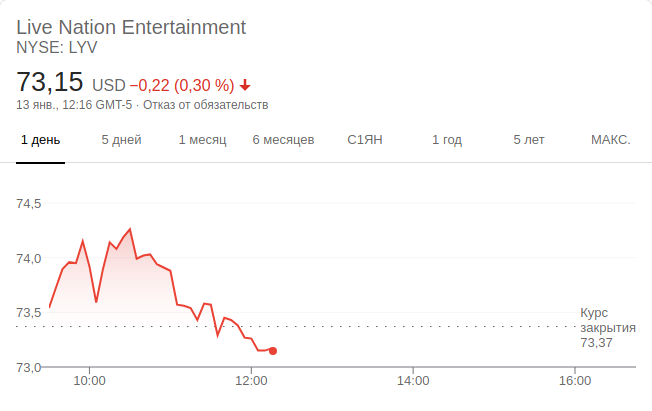 Live Nation Entertainment
NYSE: LYV
73,15 USD −0,22 (0,30 %)
13 янв., 12:16 GMT-5 · Отказ от обязательств
1 день 5 дней 1 месяц 6 месяцев С1ЯН 1 год 5 лет МАКС.
74,5
74,0
73,5
Курс
закрытия
73,37
73,0
10:00 12:00 14:00 16:00